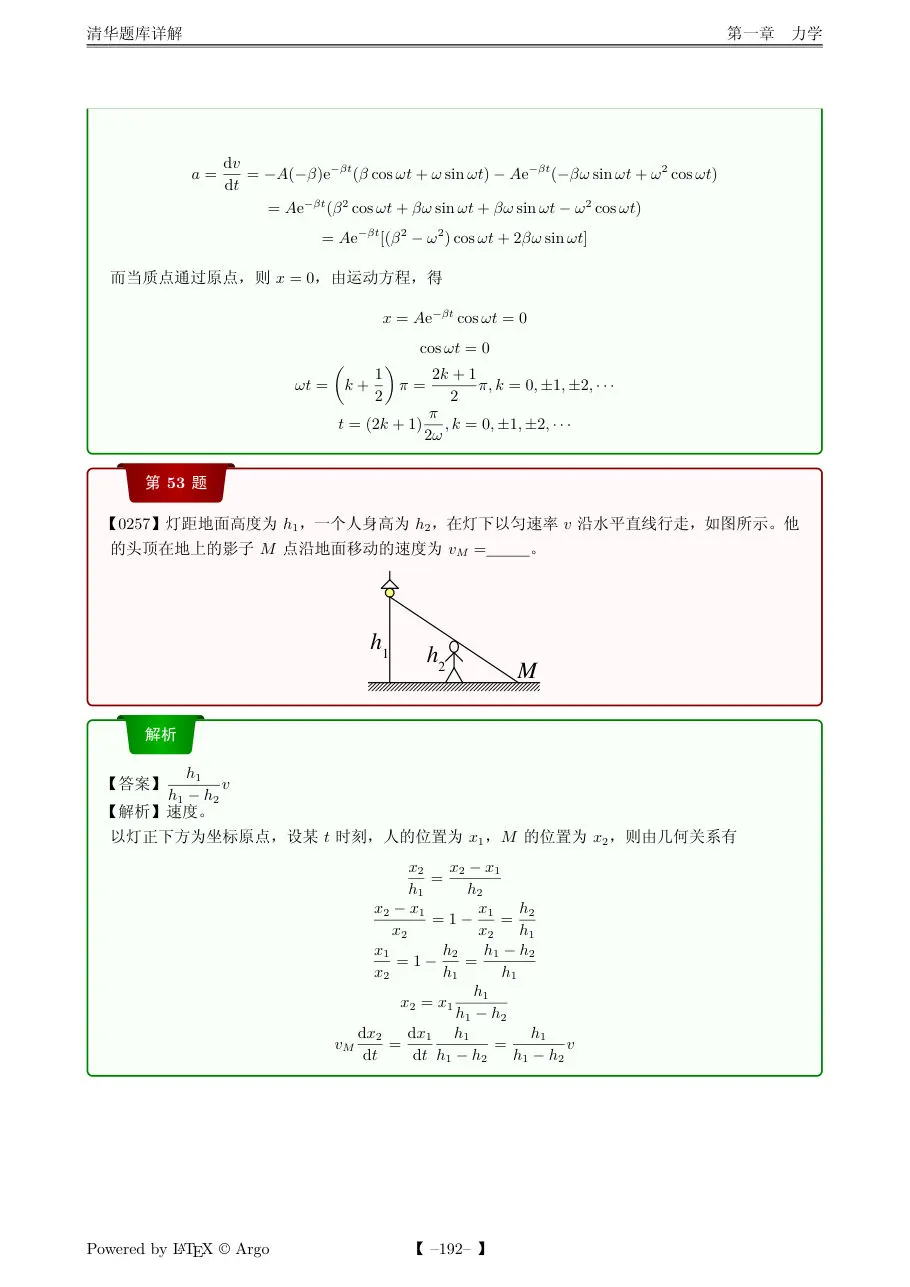 清华题库详解 第一章 力学
a = dv/dt = −A(−β)e^{−βt}(β cos ωt + ω sin ωt) − Ae^{−βt}(−βω sin ωt + ω² cos ωt)
= Ae^{−βt}(β² cos ωt + βω sin ωt + βω sin ωt − ω² cos ωt)
= Ae^{−βt}[(β² − ω²) cos ωt + 2βω sin ωt]
而当质点通过原点，则 x = 0，由运动方程，得
x = Ae^{−βt} cos ωt = 0
cos ωt = 0
ωt = (k + 1/2) π = (2k + 1)/2 π, k = 0, ±1, ±2, ···
t = (2k + 1) π/2ω, k = 0, ±1, ±2, ···
第 53 题
【0257】灯距地面高度为 h₁，一个人身高为 h₂，在灯下以匀速率 v 沿水平直线行走，如图所示。他
的头顶在地上的影子 M 点沿地面移动的速度为 v_M =_____。
h₁
h₂
M
解析
【答案】h₁/(h₁ − h₂) v
【解析】速度。
以灯正下方为坐标原点，设某 t 时刻，人的位置为 x₁，M 的位置为 x₂，则由几何关系有
x₂/h₁ = (x₂ − x₁)/h₂
(x₂ − x₁)/x₂ = 1 − x₁/x₂ = h₂/h₁
x₁/x₂ = 1 − h₂/h₁ = (h₁ − h₂)/h₁
x₂ = x₁ h₁/(h₁ − h₂)
v_M dx₂/dt = dx₁/dt h₁/(h₁ − h₂) = h₁/(h₁ − h₂) v
Powered by LATEX © Argo 【 –192– 】